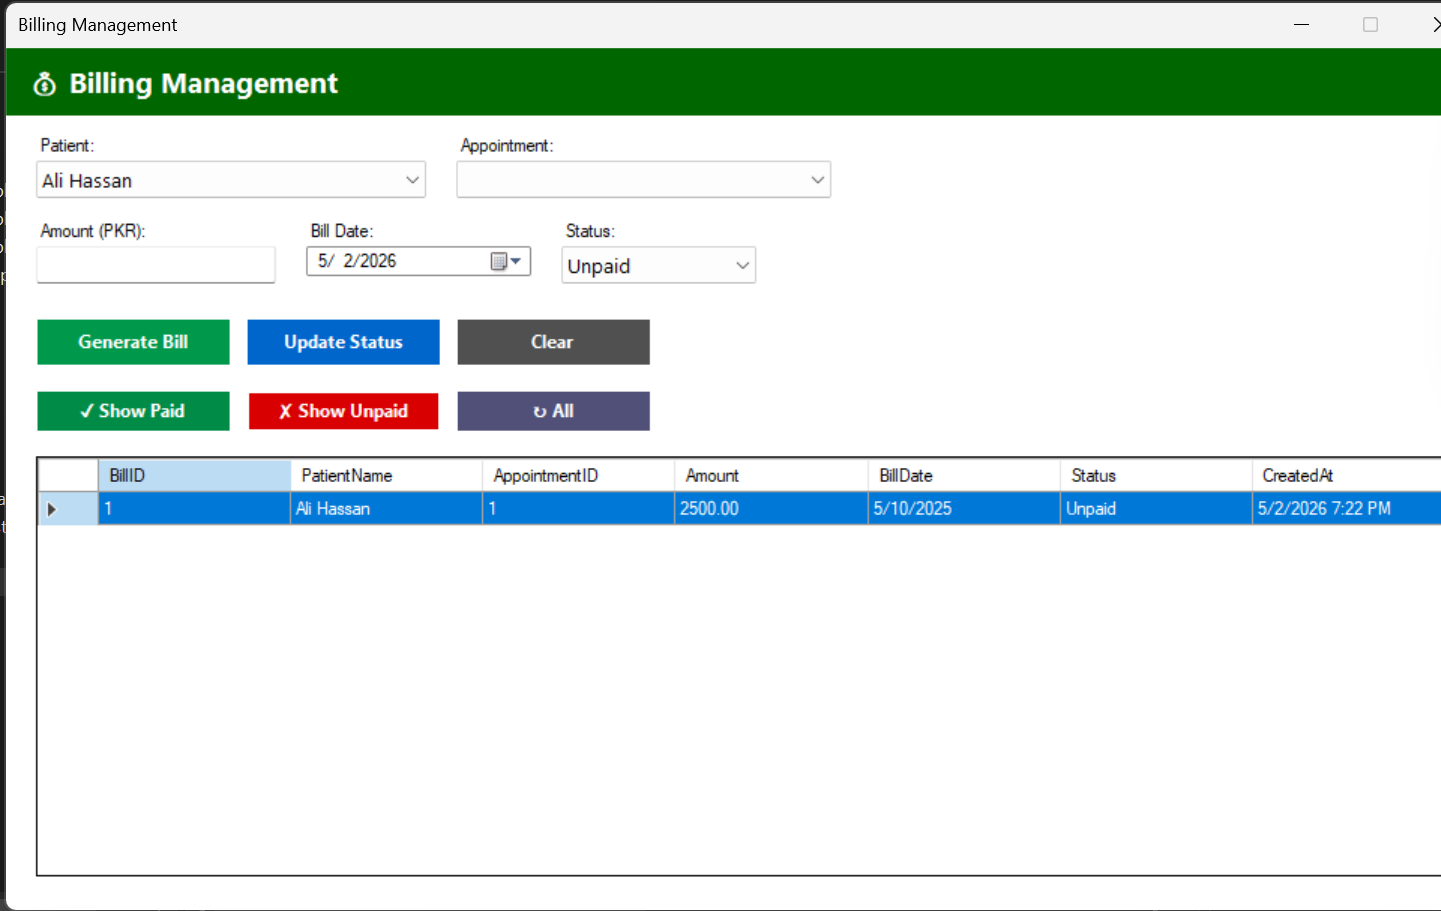 Billing Management
Billing Management
Patient: Appointment:
Ali Hassan
Amount (PKR): Bill Date: Status:
5/ 2/2026 Unpaid
Generate Bill Update Status Clear
✓ Show Paid ✗ Show Unpaid ↻ All
BillID PatientName AppointmentID Amount BillDate Status CreatedAt
1 Ali Hassan 1 2500.00 5/10/2025 Unpaid 5/2/2026 7:22 PM